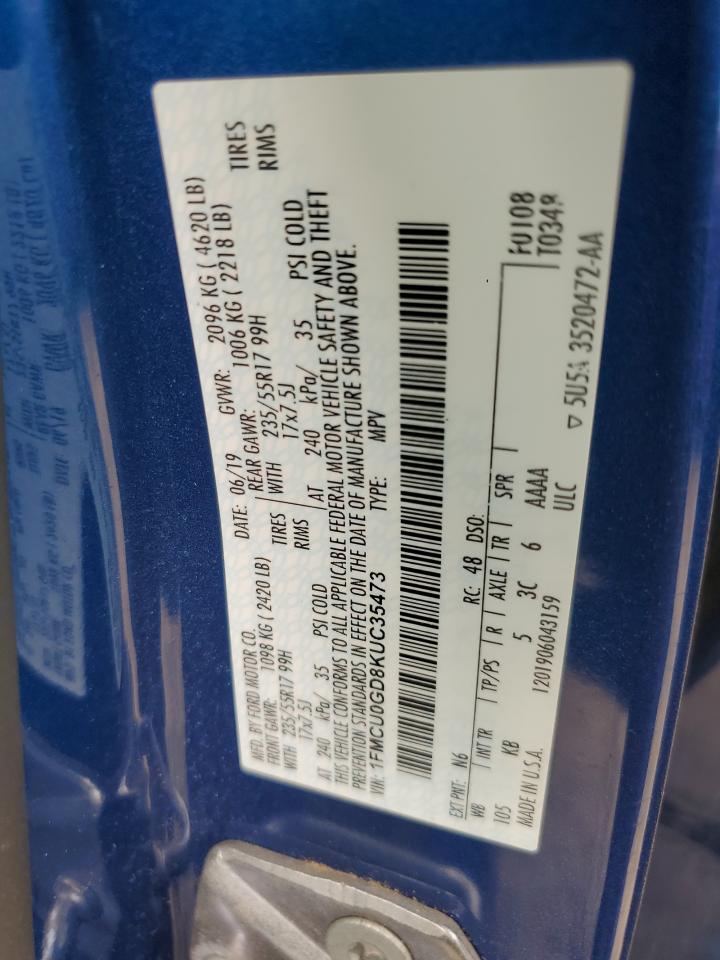 MFD. BY FORD MOTOR CO.
DATE: 06/19 GVWR: 2096 KG ( 4620 LB)
FRONT GAWR: 1098 KG ( 2420 LB) REAR GAWR: 1006 KG ( 2218 LB)
WITH 235/55R17 99H TIRES WITH 235/55R17 99H TIRES
17x7.5J RIMS 17x7.5J RIMS
AT 240 kPa/ 35 PSI COLD AT 240 kPa/ 35 PSI COLD
THIS VEHICLE CONFORMS TO ALL APPLICABLE FEDERAL MOTOR VEHICLE SAFETY AND THEFT
PREVENTION STANDARDS IN EFFECT ON THE DATE OF MANUFACTURE SHOWN ABOVE.
VIN: 1FMCU0GD8KUC35473 TYPE: MPV
EXT PNT: N6 RC: 48 DSO:
WB INT TR TP/PS R AXLE TR SPR
105 KB 5 3C 6 AAAA
T0349
MADE IN U.S.A. 1201906043159 ULC
▽ 5U5A 3520472-AA